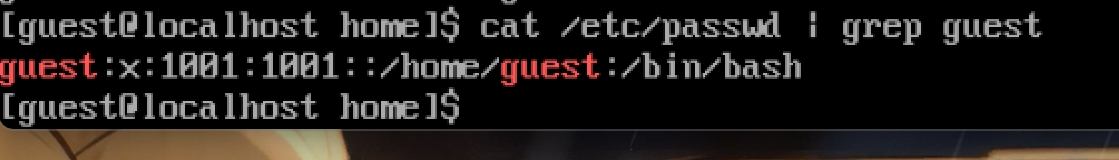 [guest@localhost home]$ cat /etc/passwd | grep guest
guest:x:1001:1001::/home/guest:/bin/bash
[guest@localhost home]$